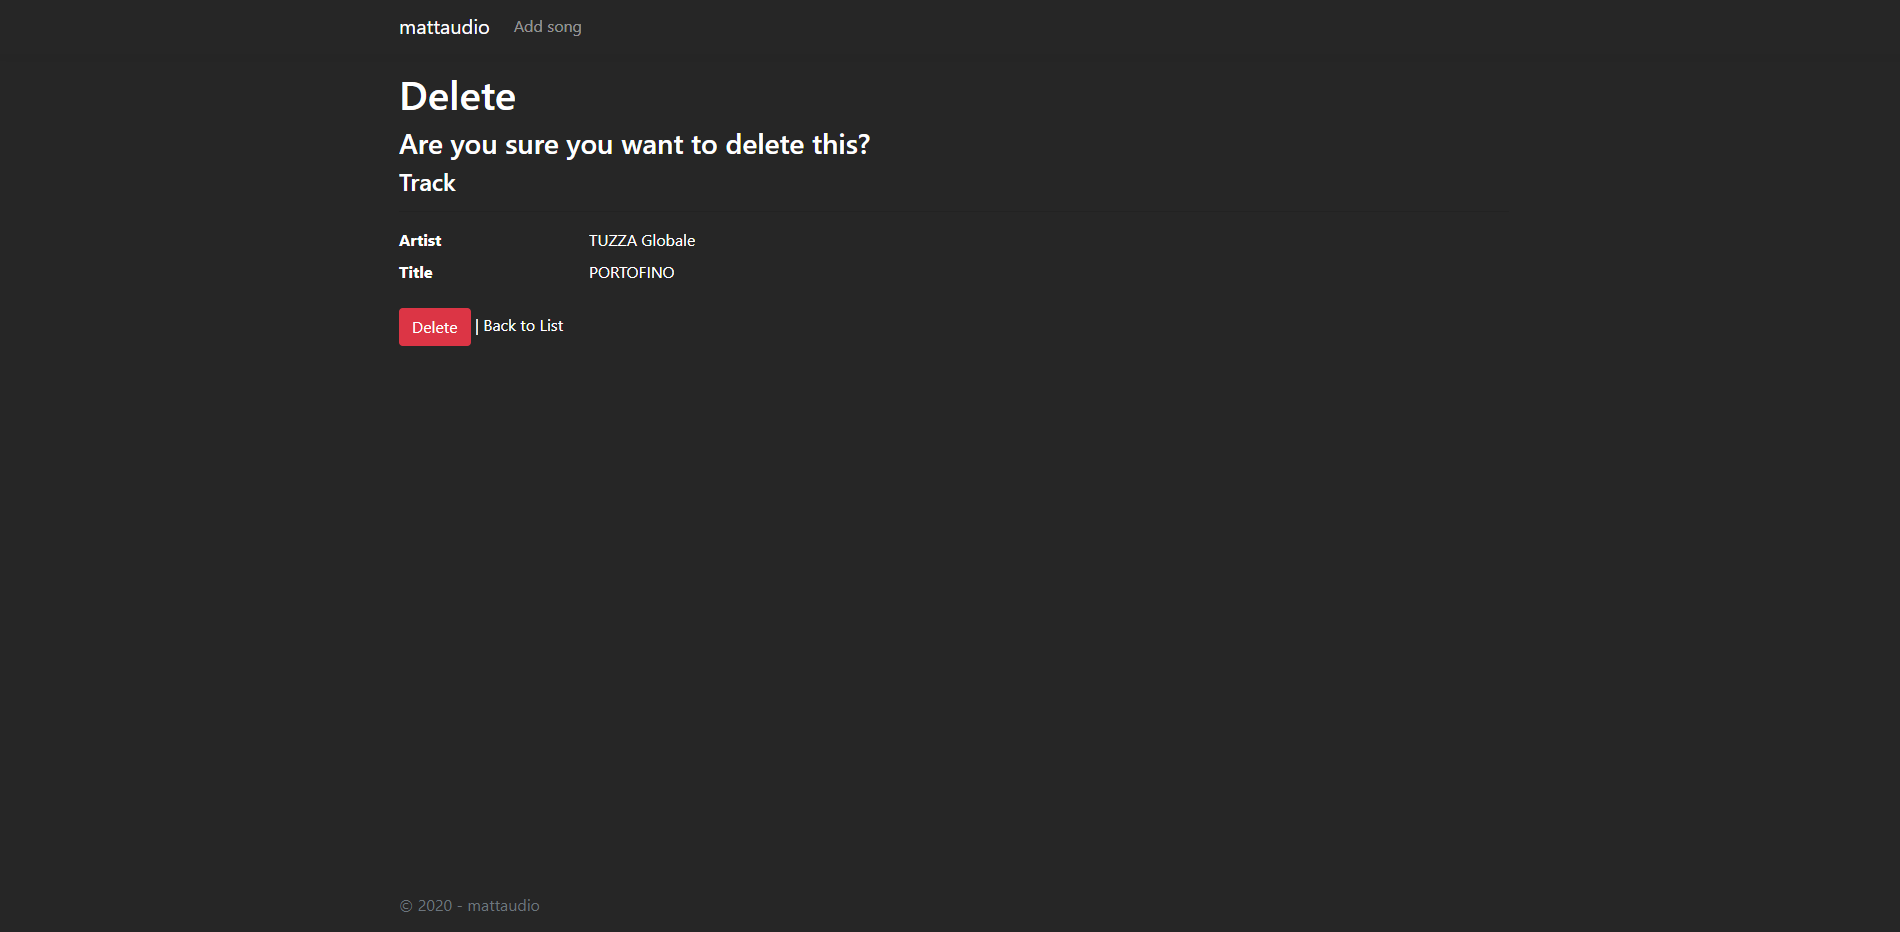 mattaudio Add song
Delete
Are you sure you want to delete this?
Track
Artist TUZZA Globale
Title PORTOFINO
Delete | Back to List
© 2020 - mattaudio